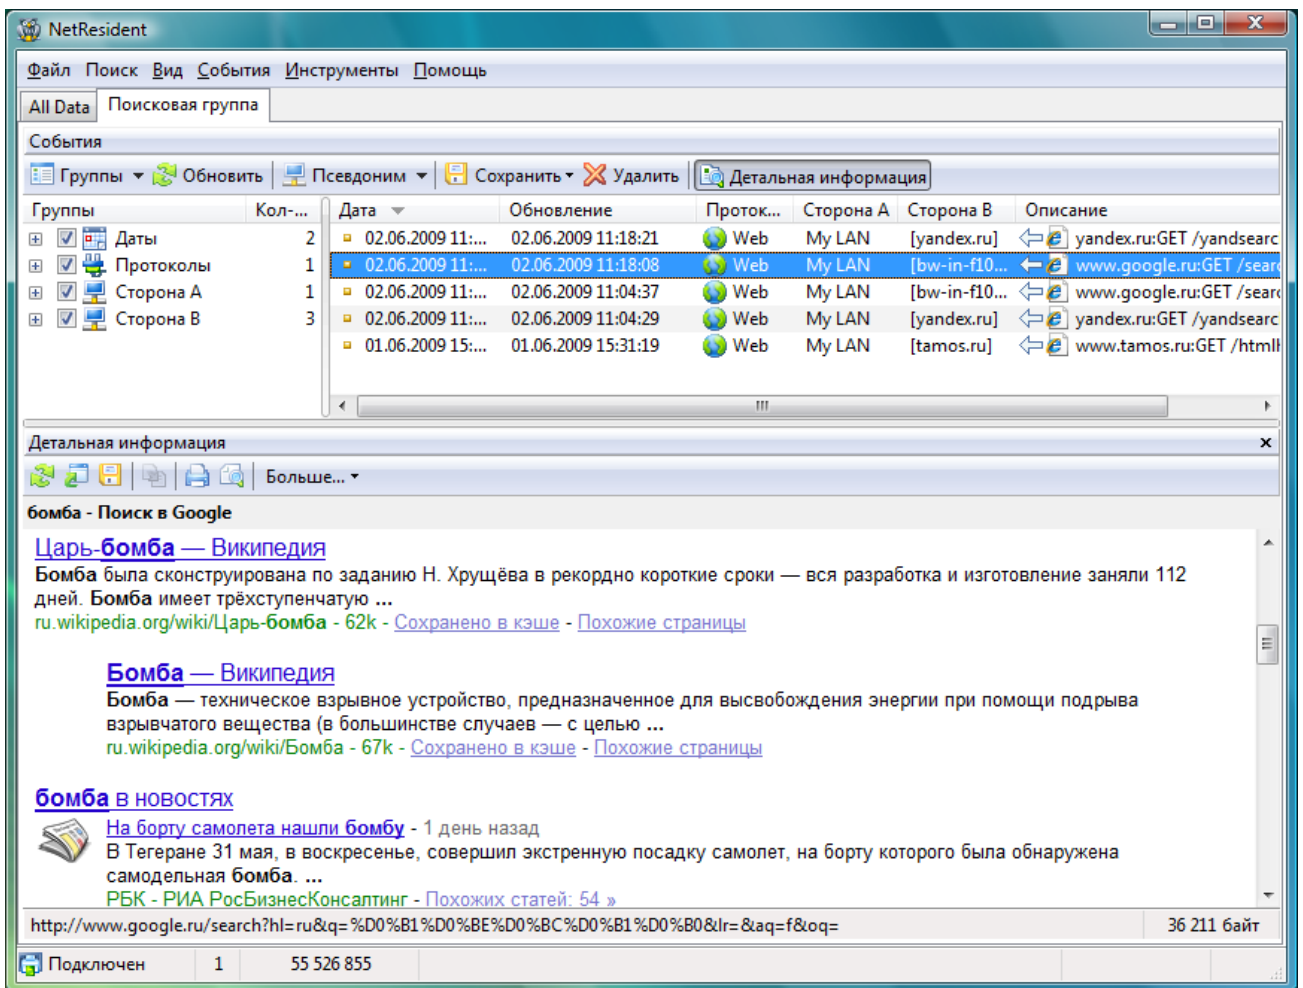 NetResident
Файл Поиск Вид События Инструменты Помощь
All Data Поисковая группа
События
Группы Обновить Псевдоним Сохранить Удалить Детальная информация
Группы Кол-... Дата Обновление Проток... Сторона A Сторона B Описание
Даты 2 02.06.2009 11:... 02.06.2009 11:18:21 Web My LAN [yandex.ru] yandex.ru:GET /yandsearc
Протоколы 1 02.06.2009 11:... 02.06.2009 11:18:08 Web My LAN [bw-in-f10... www.google.ru:GET /searc
Сторона A 1 02.06.2009 11:... 02.06.2009 11:04:37 Web My LAN [bw-in-f10... www.google.ru:GET /searc
Сторона B 3 02.06.2009 11:... 02.06.2009 11:04:29 Web My LAN [yandex.ru] yandex.ru:GET /yandsearc
01.06.2009 15:... 01.06.2009 15:31:19 Web My LAN [tamos.ru] www.tamos.ru:GET /htmlh
Детальная информация
Больше...
бомба - Поиск в Google
Царь-бомба — Википедия
Бомба была сконструирована по заданию Н. Хрущёва в рекордно короткие сроки — вся разработка и изготовление заняли 112
дней. Бомба имеет трёхступенчатую ...
ru.wikipedia.org/wiki/Царь-бомба - 62k - Сохранено в кэше - Похожие страницы
Бомба — Википедия
Бомба — техническое взрывное устройство, предназначенное для высвобождения энергии при помощи подрыва
взрывчатого вещества (в большинстве случаев — с целью ...
ru.wikipedia.org/wiki/Бомба - 67k - Сохранено в кэше - Похожие страницы
бомба в новостях
На борту самолета нашли бомбу - 1 день назад
В Тегеране 31 мая, в воскресенье, совершил экстренную посадку самолет, на борту которого была обнаружена
самодельная бомба. ...
РБК - РИА РосБизнесКонсалтинг - Похожих статей: 54 »
http://www.google.ru/search?hl=ru&q=%D0%B1%D0%BE%D0%BC%D0%B1%D0%B0&lr=&aq=f&oq= 36 211 байт
Подключен 1 55 526 855